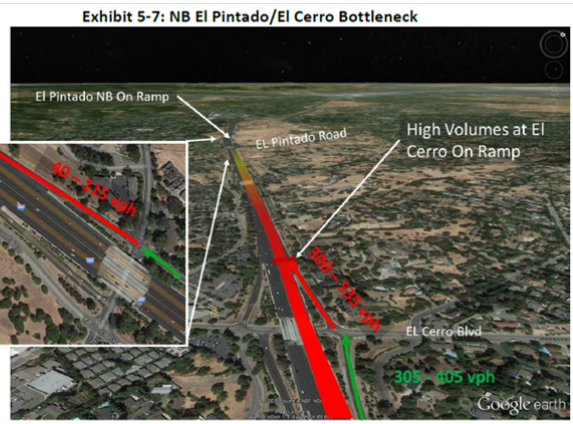 Exhibit 5-7: NB El Pintado/El Cerro Bottleneck
El Pintado NB On Ramp
EL Pintado Road
High Volumes at El
Cerro On Ramp
40 – 115 vph
300 – 535 vph
EL Cerro Blvd
305 - 405 vph
Google earth